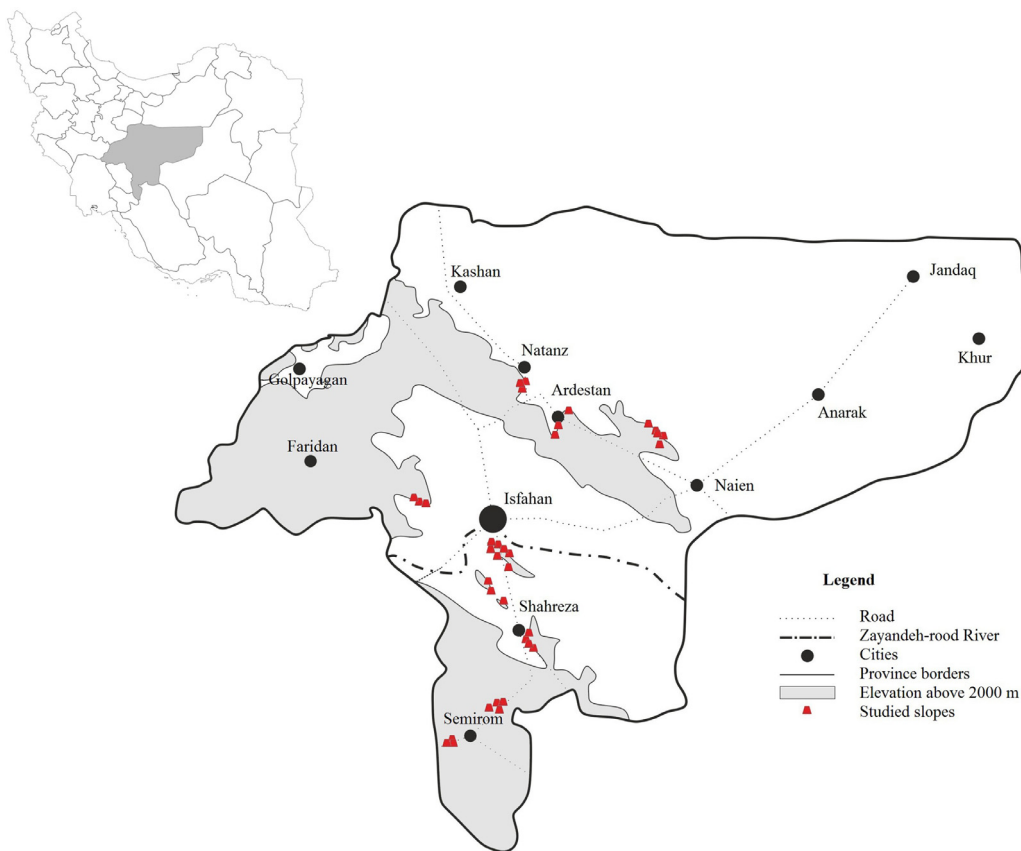 Kashan
Jandaq
Natanz
Khur
Golpayagan
Ardestan
Anarak
Faridan
Naien
Isfahan
Shahreza
Semirom
Legend
Road
Zayandeh-rood River
Cities
Province borders
Elevation above 2000 m
Studied slopes